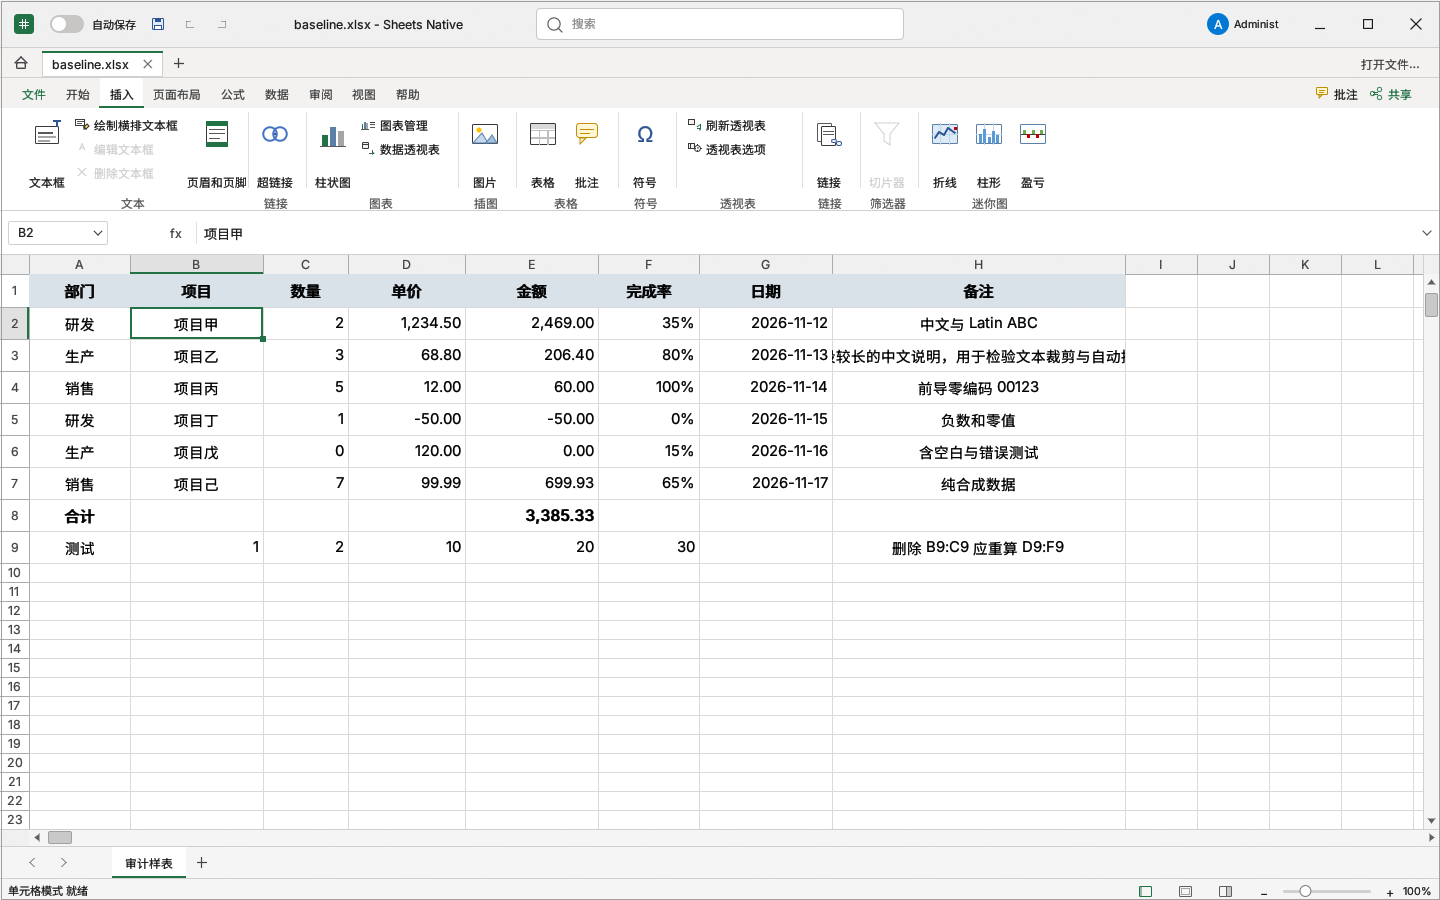 自动保存
baseline.xlsx - Sheets Native
搜索
A
Administ
baseline.xlsx
打开文件...
文件 开始 插入 页面布局 公式 数据 审阅 视图 帮助
批注 共享
文本框
绘制横排文本框
编辑文本框
删除文本框
页眉和页脚
文本
超链接
链接
柱状图
图表管理
数据透视表
图表
图片
插图
表格
批注
表格
符号
符号
刷新透视表
透视表选项
透视表
链接
链接
切片器
筛选器
折线
柱形
盈亏
迷你图
B2
fx
项目甲
A B C D E F G H I J K L
1 部门 项目 数量 单价 金额 完成率 日期 备注
2 研发 项目甲 2 1,234.50 2,469.00 35% 2026-11-12 中文与 Latin ABC
3 生产 项目乙 3 68.80 206.40 80% 2026-11-13 较长的中文说明，用于检验文本裁剪与自动
4 销售 项目丙 5 12.00 60.00 100% 2026-11-14 前导零编码 00123
5 研发 项目丁 1 -50.00 -50.00 0% 2026-11-15 负数和零值
6 生产 项目戊 0 120.00 0.00 15% 2026-11-16 含空白与错误测试
7 销售 项目己 7 99.99 699.93 65% 2026-11-17 纯合成数据
8 合计 3,385.33
9 测试 1 2 10 20 30 删除 B9:C9 应重算 D9:F9
10
11
12
13
14
15
16
17
18
19
20
21
22
23
审计样表
单元格模式 就绪
100%